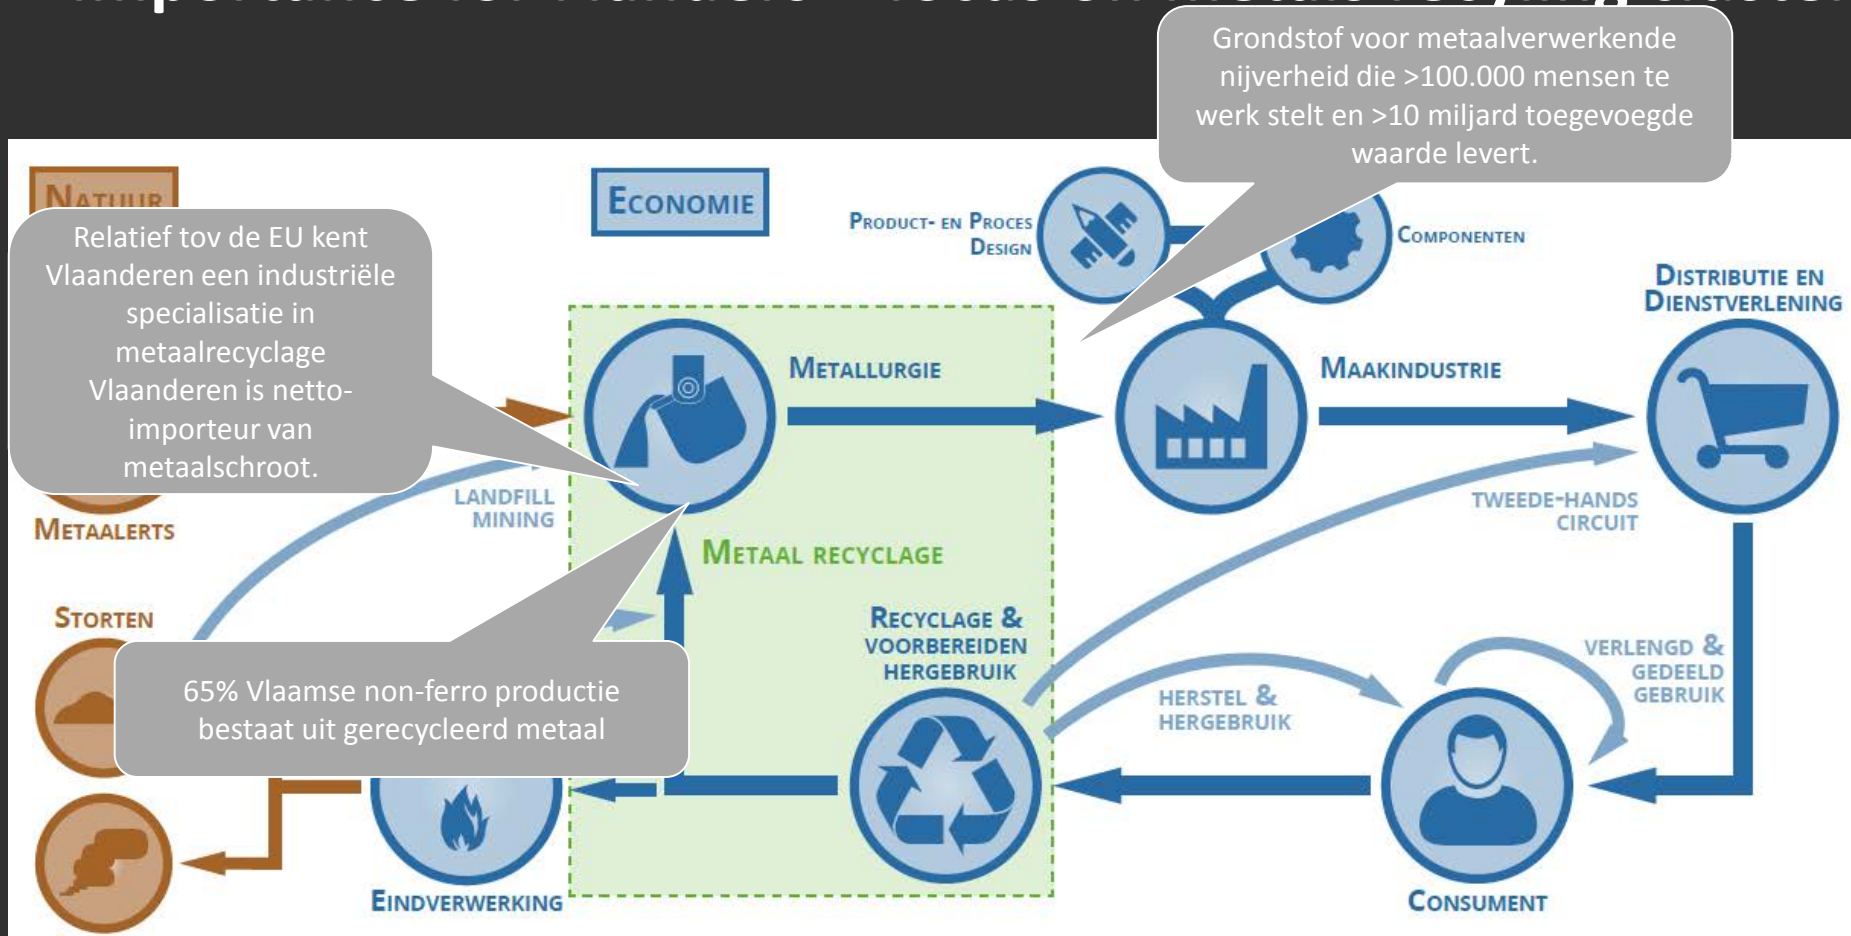 Grondstof voor metaalverwerkende
nijverheid die >100.000 mensen te
werk stelt en >10 miljard toegevoegde
waarde levert.
NATUUR
ECONOMIE
PRODUCT- EN PROCES
DESIGN
COMPONENTEN
Relatief tov de EU kent
Vlaanderen een industriële
specialisatie in
metaalrecyclage
Vlaanderen is netto-
importeur van
metaalschroot.
DISTRIBUTIE EN
DIENSTVERLENING
METALLURGIE
MAAKINDUSTRIE
METAALERTS
LANDFILL
MINING
TWEEDE-HANDS
CIRCUIT
METAAL RECYCLAGE
STORTEN
RECYCLAGE &
VOORBEREIDEN
HERGEBRUIK
65% Vlaamse non-ferro productie
bestaat uit gerecycleerd metaal
HERSTEL &
HERGEBRUIK
VERLENGD &
GEDEELD
GEBRUIK
EINDVERWERKING
CONSUMENT